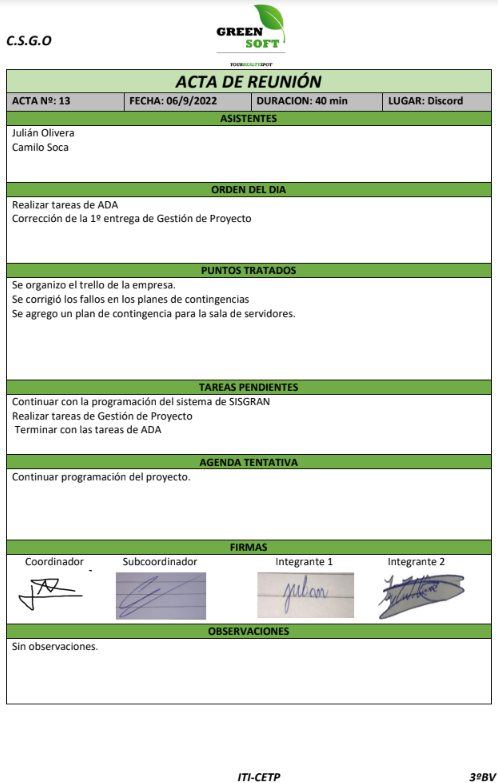 C.S.G.O
GREEN
SOFT
YOURREALITYSPOT
ACTA DE REUNIÓN
ACTA Nº: 13 FECHA: 06/9/2022 DURACION: 40 min LUGAR: Discord
ASISTENTES
Julián Olivera
Camilo Soca
ORDEN DEL DIA
Realizar tareas de ADA
Corrección de la 1º entrega de Gestión de Proyecto
PUNTOS TRATADOS
Se organizo el trello de la empresa.
Se corrigió los fallos en los planes de contingencias
Se agrego un plan de contingencia para la sala de servidores.
TAREAS PENDIENTES
Continuar con la programación del sistema de SISGRAN
Realizar tareas de Gestión de Proyecto
Terminar con las tareas de ADA
AGENDA TENTATIVA
Continuar programación del proyecto.
FIRMAS
Coordinador Subcoordinador Integrante 1 Integrante 2
julian
OBSERVACIONES
Sin observaciones.
ITI-CETP 3ºBV